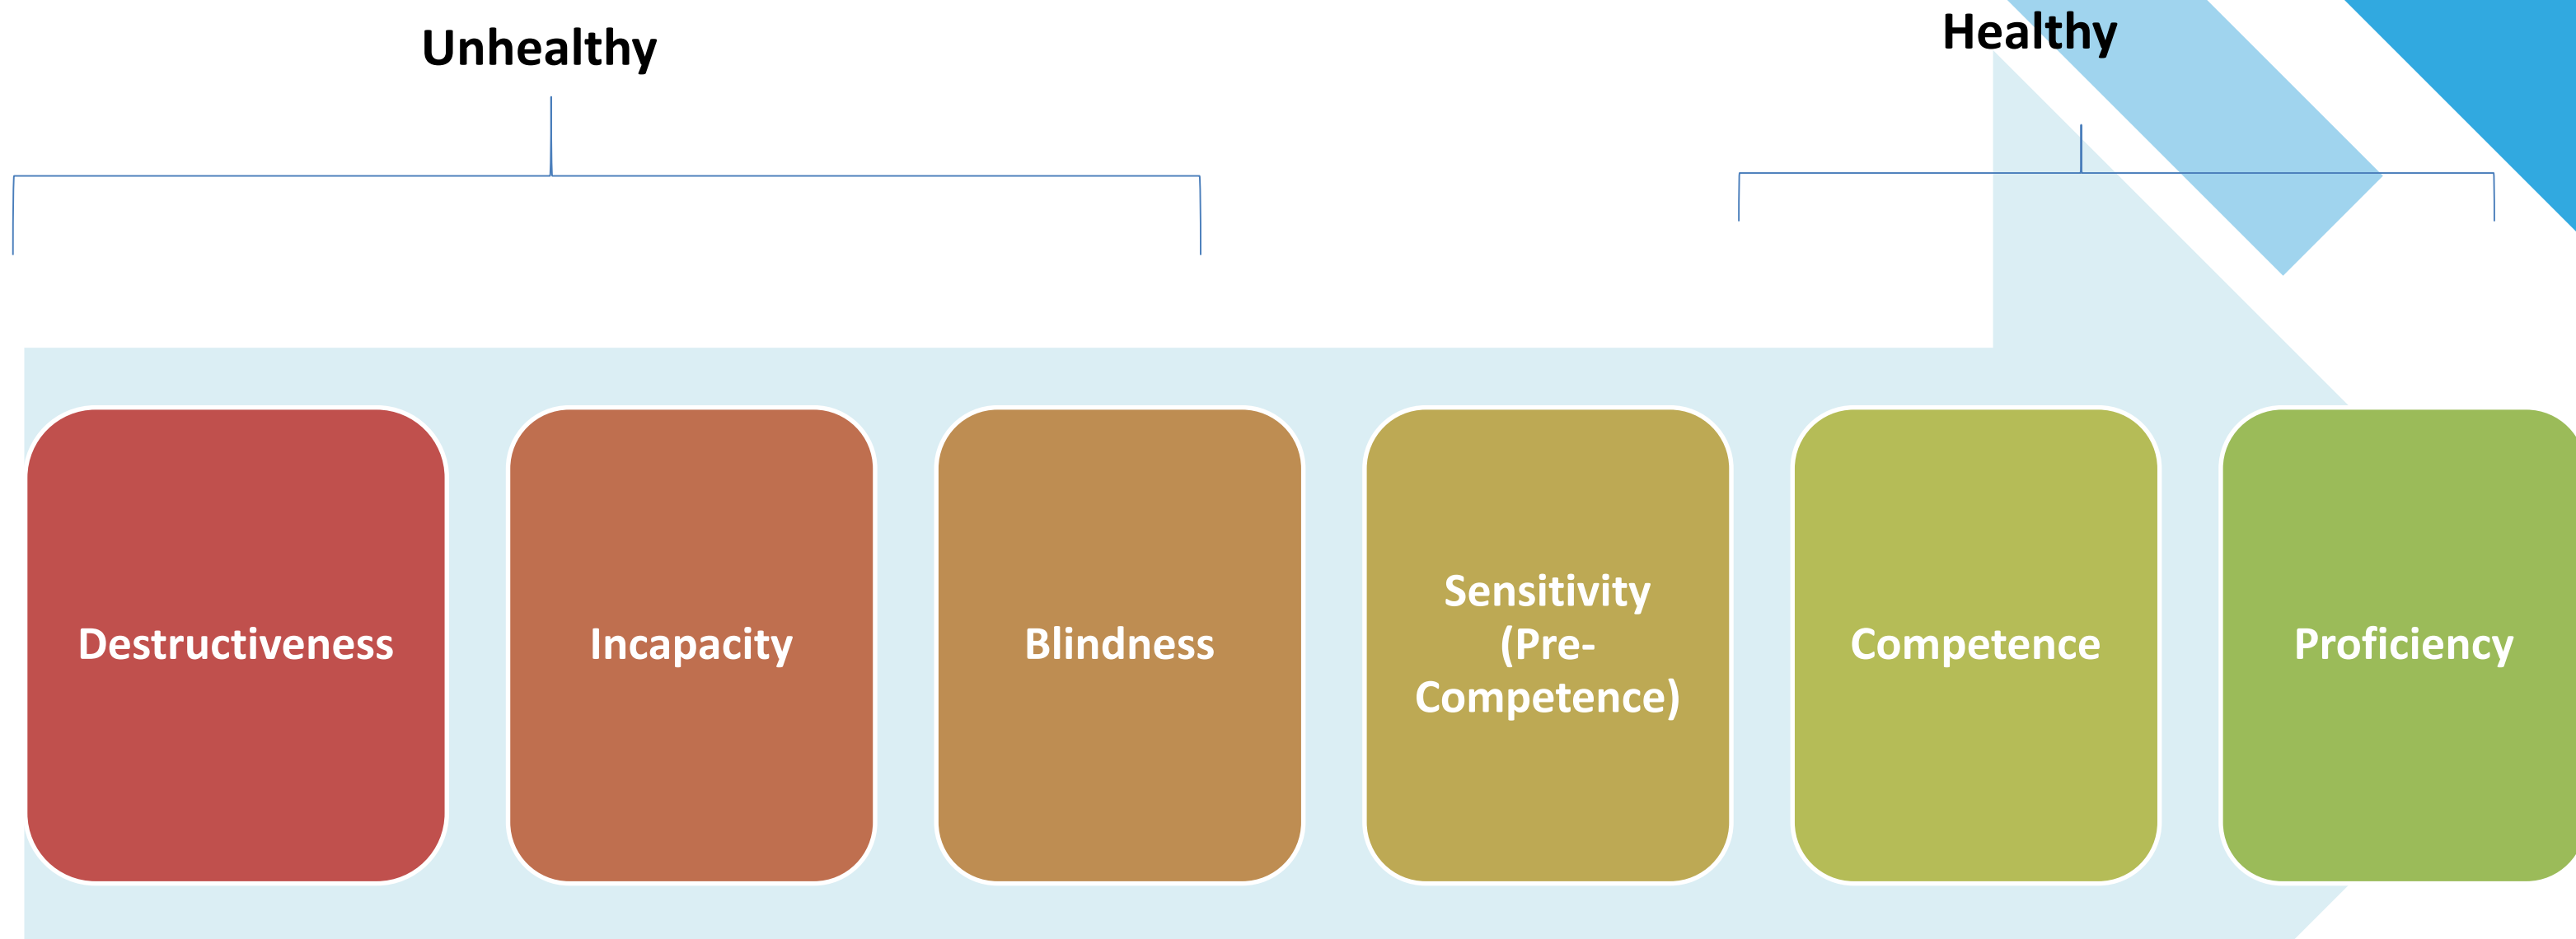 Unhealthy
Healthy
Destructiveness
Incapacity
Blindness
Sensitivity
(Pre-
Competence)
Competence
Proficiency